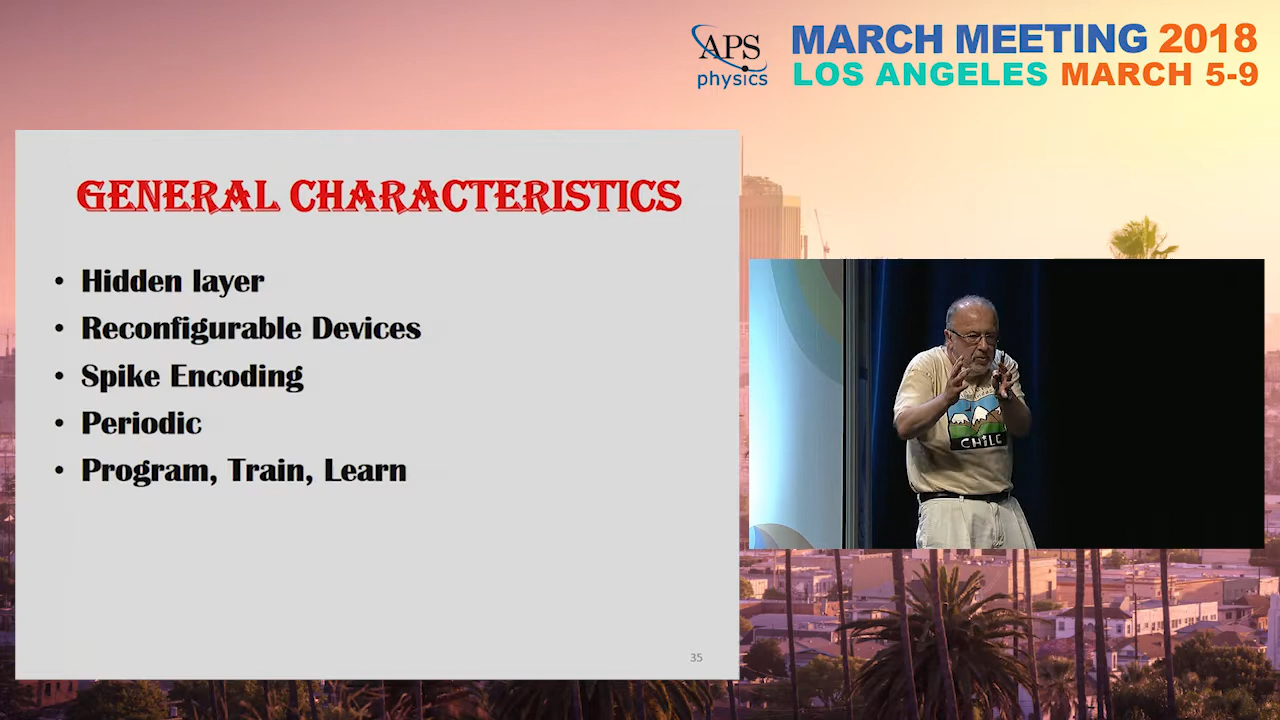 APS
physics
MARCH MEETING 2018
LOS ANGELES MARCH 5-9
GENERAL CHARACTERISTICS
• Hidden layer
• Reconfigurable Devices
• Spike Encoding
• Periodic
• Program, Train, Learn
35
CHILE